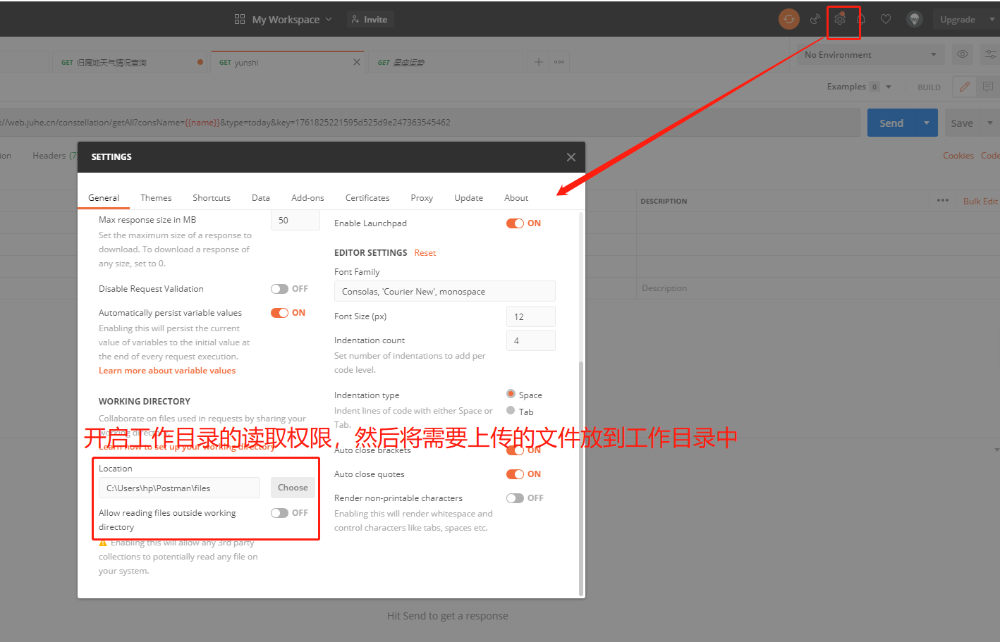 My Workspace
Invite
Upgrade
GET 归属地天气情况查询
GET yunshi
GET 星座运势
No Environment
Examples 0
BUILD
://web.juhe.cn/constellation/getAll?consName={{name}}&type=today&key=1761825221595d525d9e247363545462
Send
Save
ion
Headers (7)
Cookies
Code
SETTINGS
General
Themes
Shortcuts
Data
Add-ons
Certificates
Proxy
Update
About
DESCRIPTION
Bulk Edit
Description
Max response size in MB
50
Set the maximum size of a response to
download. To download a response of
any size, set to 0.
Disable Request Validation
OFF
Automatically persist variable values
ON
Enabling this will persist the current
value of variables to the initial value at
the end of every request execution.
Learn more about variable values
WORKING DIRECTORY
Collaborate on files used in requests by sharing your
working directory.
Learn how to set up your working directory
开启工作目录的读取权限，然后将需要上传的文件放到工作目录中
Location
C:\Users\hp\Postman\files
Choose
Allow reading files outside working
directory
OFF
Enabling this will allow any 3rd party
collections to potentially read any file on
your system.
Enable Launchpad
ON
EDITOR SETTINGS
Reset
Font Family
Consolas, 'Courier New', monospace
Font Size (px)
12
Indentation count
4
Set number of indentations to add per
code level.
Indentation type
Space
Indent lines of code with either Space or
Tab.
Tab
Auto close brackets
ON
Auto close quotes
ON
Render non-printable characters
OFF
Enabling this will render whitespace and
control characters like tabs, spaces etc.
Hit Send to get a response